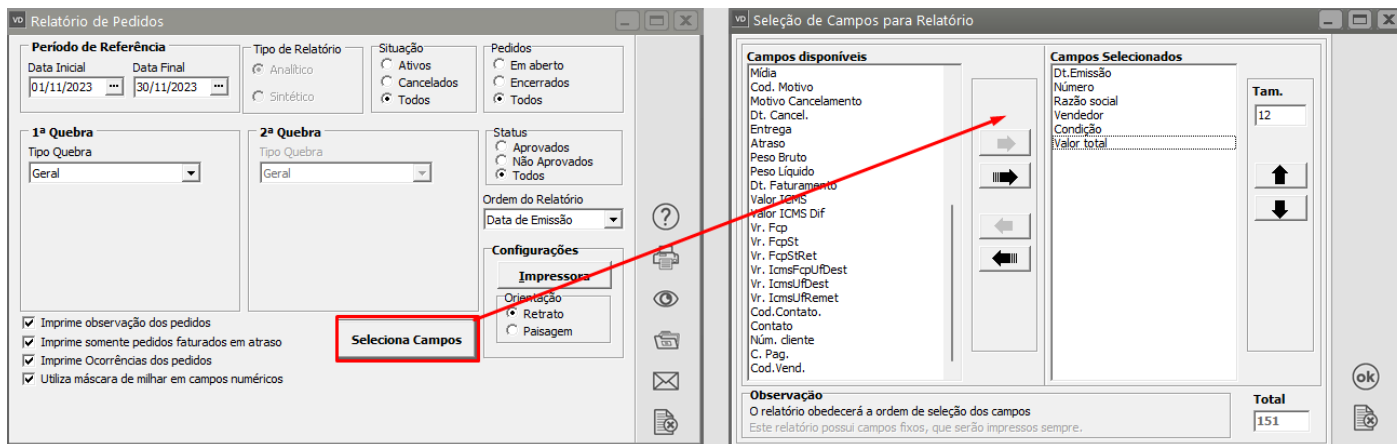 VD Relatório de Pedidos
Período de Referência
Data Inicial Data Final
01/11/2023 ... 30/11/2023 ...
Tipo de Relatório
Analítico
Sintético
Situação
Ativos
Cancelados
Todos
Pedidos
Em aberto
Encerrados
Todos
1ª Quebra
Tipo Quebra
Geral
2ª Quebra
Tipo Quebra
Geral
Status
Aprovados
Não Aprovados
Todos
Ordem do Relatório
Data de Emissão
Configurações
Impressora
Orientação
Retrato
Paisagem
Imprime observação dos pedidos
Imprime somente pedidos faturados em atraso
Imprime Ocorrências dos pedidos
Utiliza máscara de milhar em campos numéricos
Seleciona Campos
?
VD Seleção de Campos para Relatório
Campos disponíveis
Mídia
Cod. Motivo
Motivo Cancelamento
Dt. Cancel.
Entrega
Atraso
Peso Bruto
Peso Líquido
Dt. Faturamento
Valor ICMS
Valor ICMS Dif
Vr. Fcp
Vr. FcpSt
Vr. FcpStRet
Vr. IcmsFcpUfDest
Vr. IcmsUfDest
Vr. IcmsUfRemet
Cod.Contato.
Contato
Núm. cliente
C. Pag.
Cod.Vend.
Campos Selecionados
Dt.Emissão
Número
Razão social
Vendedor
Condição
Valor total
Tam.
12
Observação
O relatório obedecerá a ordem de seleção dos campos
Este relatório possui campos fixos, que serão impressos sempre.
Total
151
ok